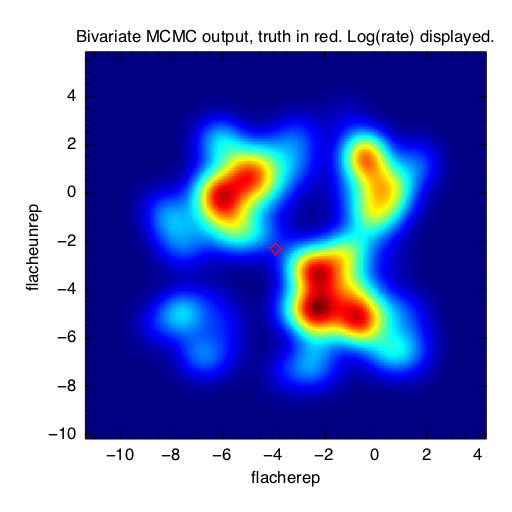 Bivariate MCMC output, truth in red. Log(rate) displayed.
4
2
0
−2
−4
−6
−8
−10
flacheunrep
−10 −8 −6 −4 −2 0 2 4
flacherep